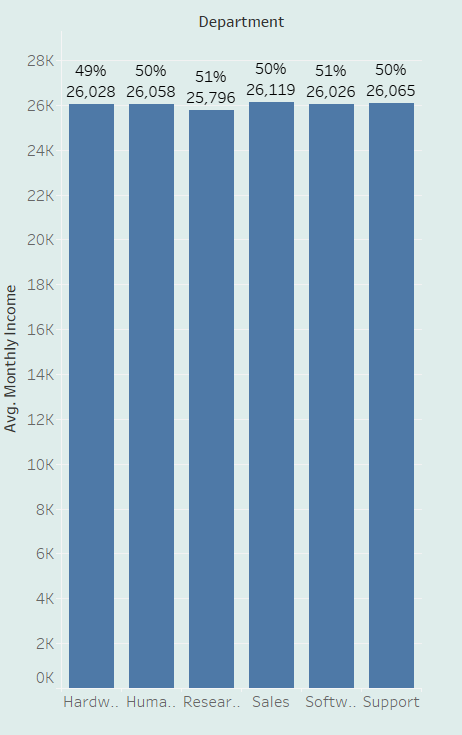 Department
28K
49% 50% 51% 50% 51% 50%
26,028 26,058 25,796 26,119 26,026 26,065
26K
24K
22K
20K
18K
16K
14K
12K
10K
8K
6K
4K
2K
0K
Avg. Monthly Income
Hardw.. Huma.. Resear.. Sales Softw.. Support